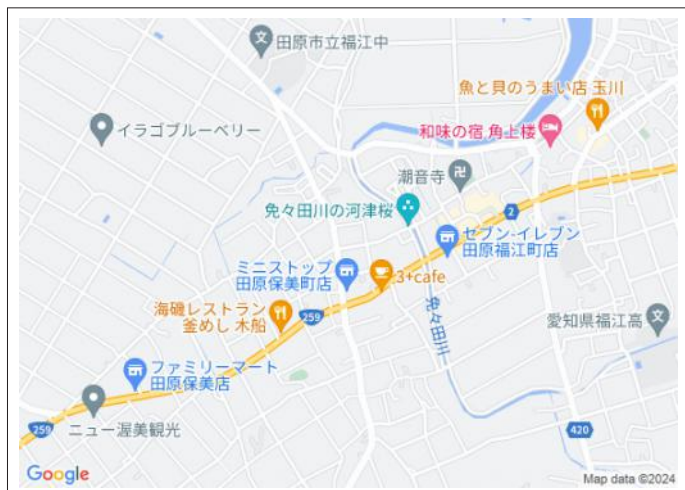 田原市立福江中
魚と貝のうまい店 玉川
イラゴブルーベリー
和味の宿 角上楼
潮音寺
免々田川の河津桜
2
セブン-イレブン
田原福江町店
ミニストップ
田原保美町店
3+cafe
海磯レストラン
釜めし 木船
259
免々田川
愛知県福江高
ファミリーマート
田原保美店
ニュー渥美観光
259
420
Google
Map data ©2024